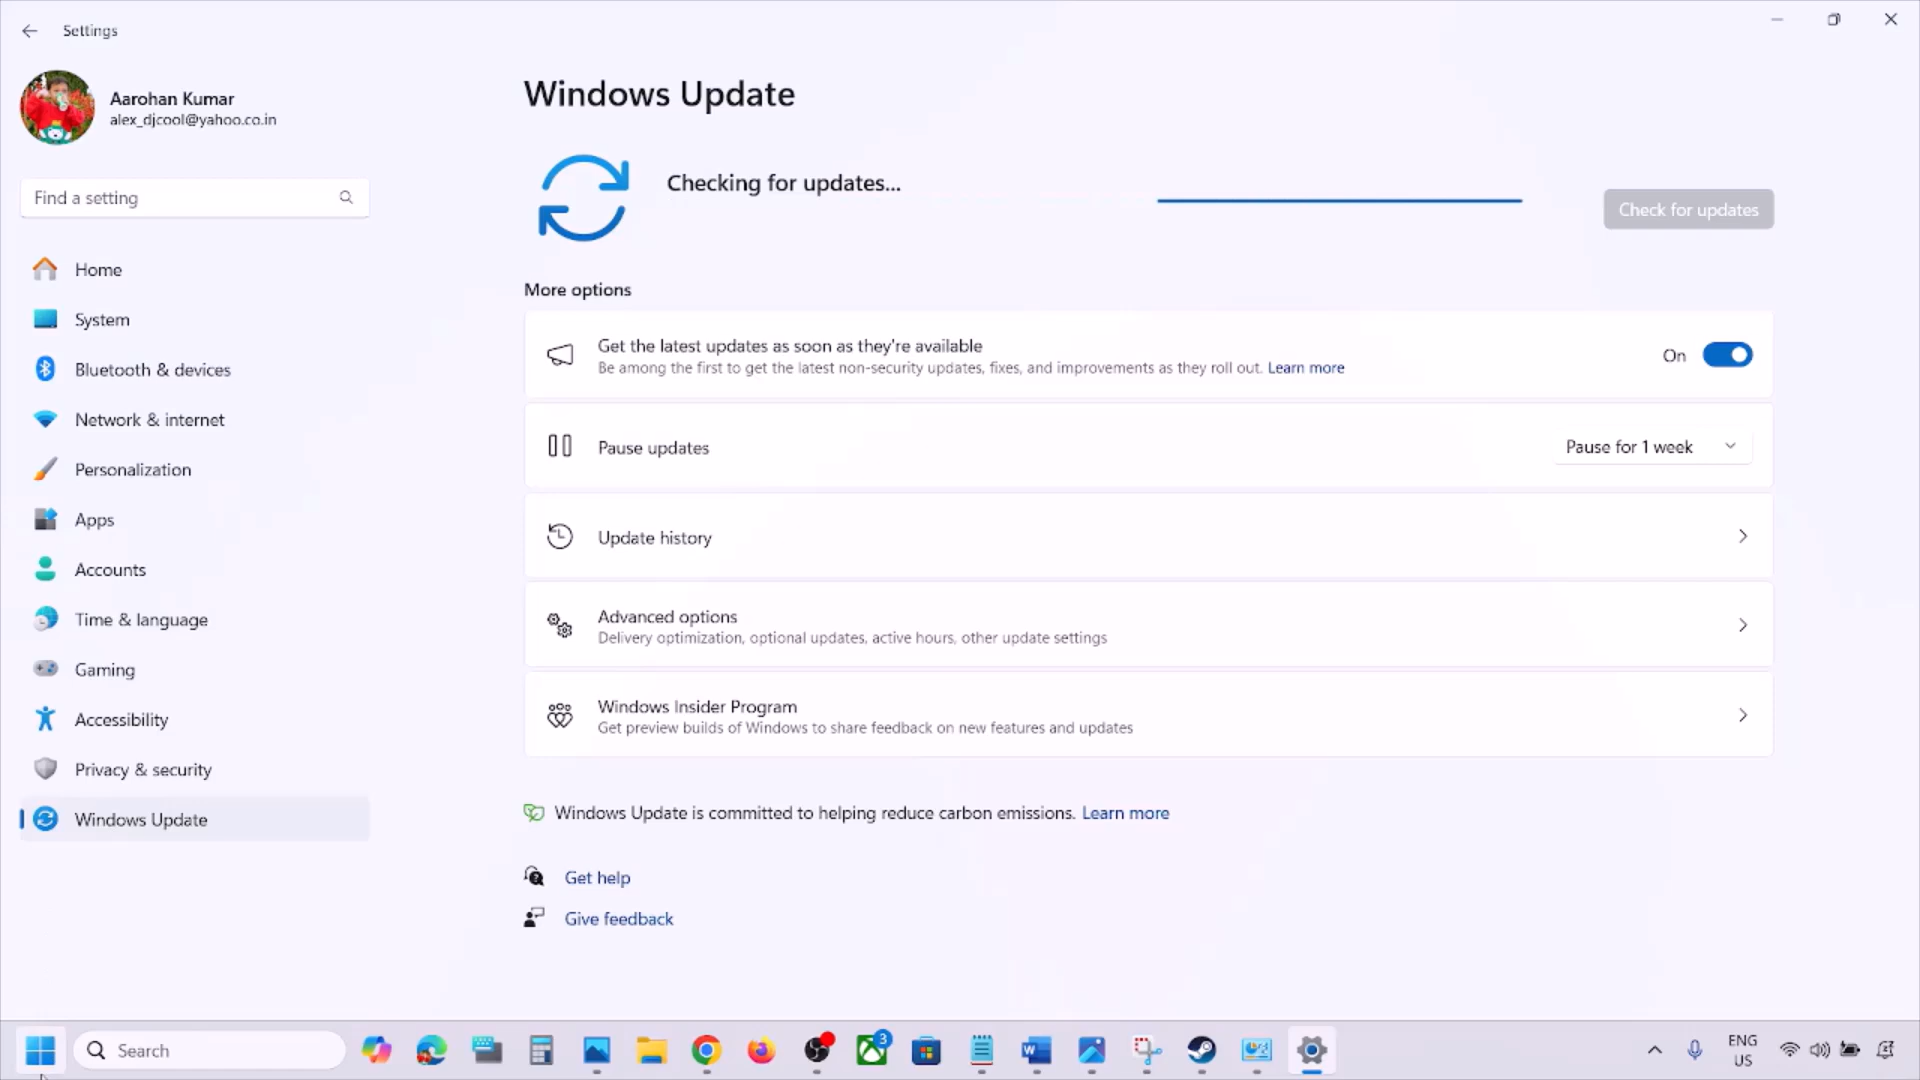 Settings
Aarohan Kumar
alex_djcool@yahoo.co.in
Find a setting
Home
System
Bluetooth & devices
Network & internet
Personalization
Apps
Accounts
Time & language
Gaming
Accessibility
Privacy & security
Windows Update
Windows Update
Checking for updates...
Check for updates
More options
Get the latest updates as soon as they're available
Be among the first to get the latest non-security updates, fixes, and improvements as they roll out. Learn more
On
Pause updates
Pause for 1 week
Update history
Advanced options
Delivery optimization, optional updates, active hours, other update settings
Windows Insider Program
Get preview builds of Windows to share feedback on new features and updates
Windows Update is committed to helping reduce carbon emissions. Learn more
Get help
Give feedback
Search
3
ENG
US